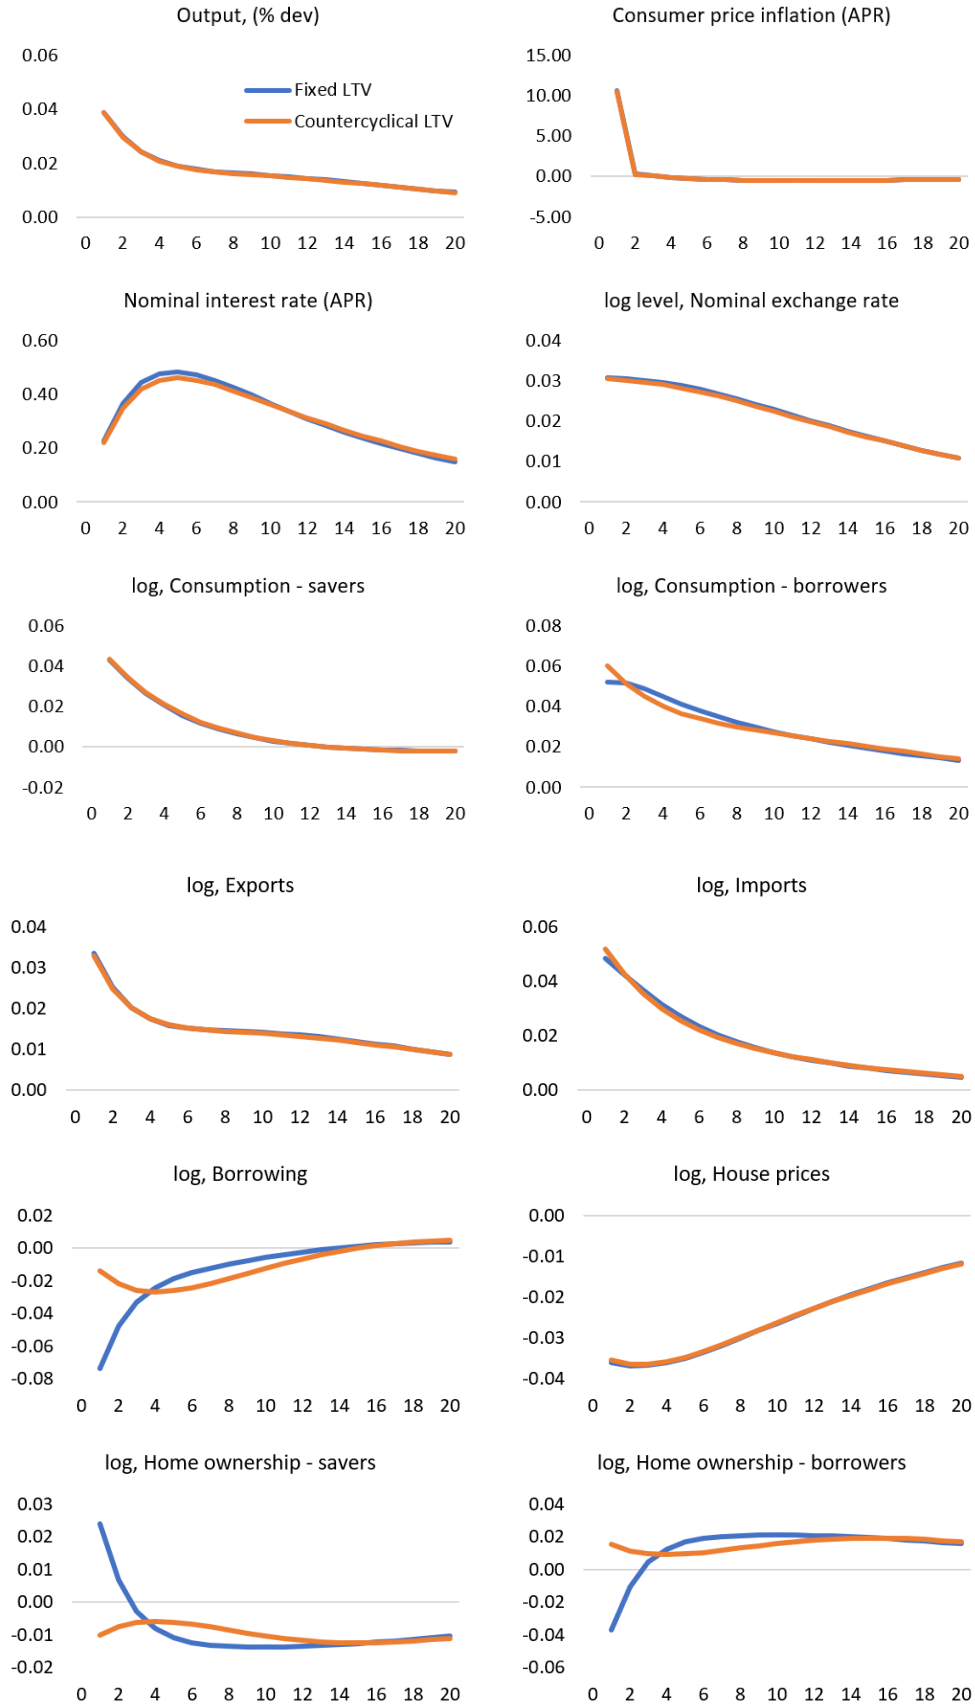 Output, (% dev)
0.06
0.04
0.02
0.00
Fixed LTV
Countercyclical LTV
0 2 4 6 8 10 12 14 16 18 20
Consumer price inflation (APR)
15.00
10.00
5.00
0.00
-5.00
0 2 4 6 8 10 12 14 16 18 20
Nominal interest rate (APR)
0.60
0.40
0.20
0.00
0 2 4 6 8 10 12 14 16 18 20
log level, Nominal exchange rate
0.04
0.03
0.02
0.01
0.00
0 2 4 6 8 10 12 14 16 18 20
log, Consumption - savers
0.06
0.04
0.02
0.00
-0.02
0 2 4 6 8 10 12 14 16 18 20
log, Consumption - borrowers
0.08
0.06
0.04
0.02
0.00
0 2 4 6 8 10 12 14 16 18 20
log, Exports
0.04
0.03
0.02
0.01
0.00
0 2 4 6 8 10 12 14 16 18 20
log, Imports
0.06
0.04
0.02
0.00
0 2 4 6 8 10 12 14 16 18 20
log, Borrowing
0.02
0.00
-0.02
-0.04
-0.06
-0.08
0 2 4 6 8 10 12 14 16 18 20
log, House prices
0.00
-0.01
-0.02
-0.03
-0.04
0 2 4 6 8 10 12 14 16 18 20
log, Home ownership - savers
0.03
0.02
0.01
0.00
-0.01
-0.02
0 2 4 6 8 10 12 14 16 18 20
log, Home ownership - borrowers
0.04
0.02
0.00
-0.02
-0.04
-0.06
0 2 4 6 8 10 12 14 16 18 20